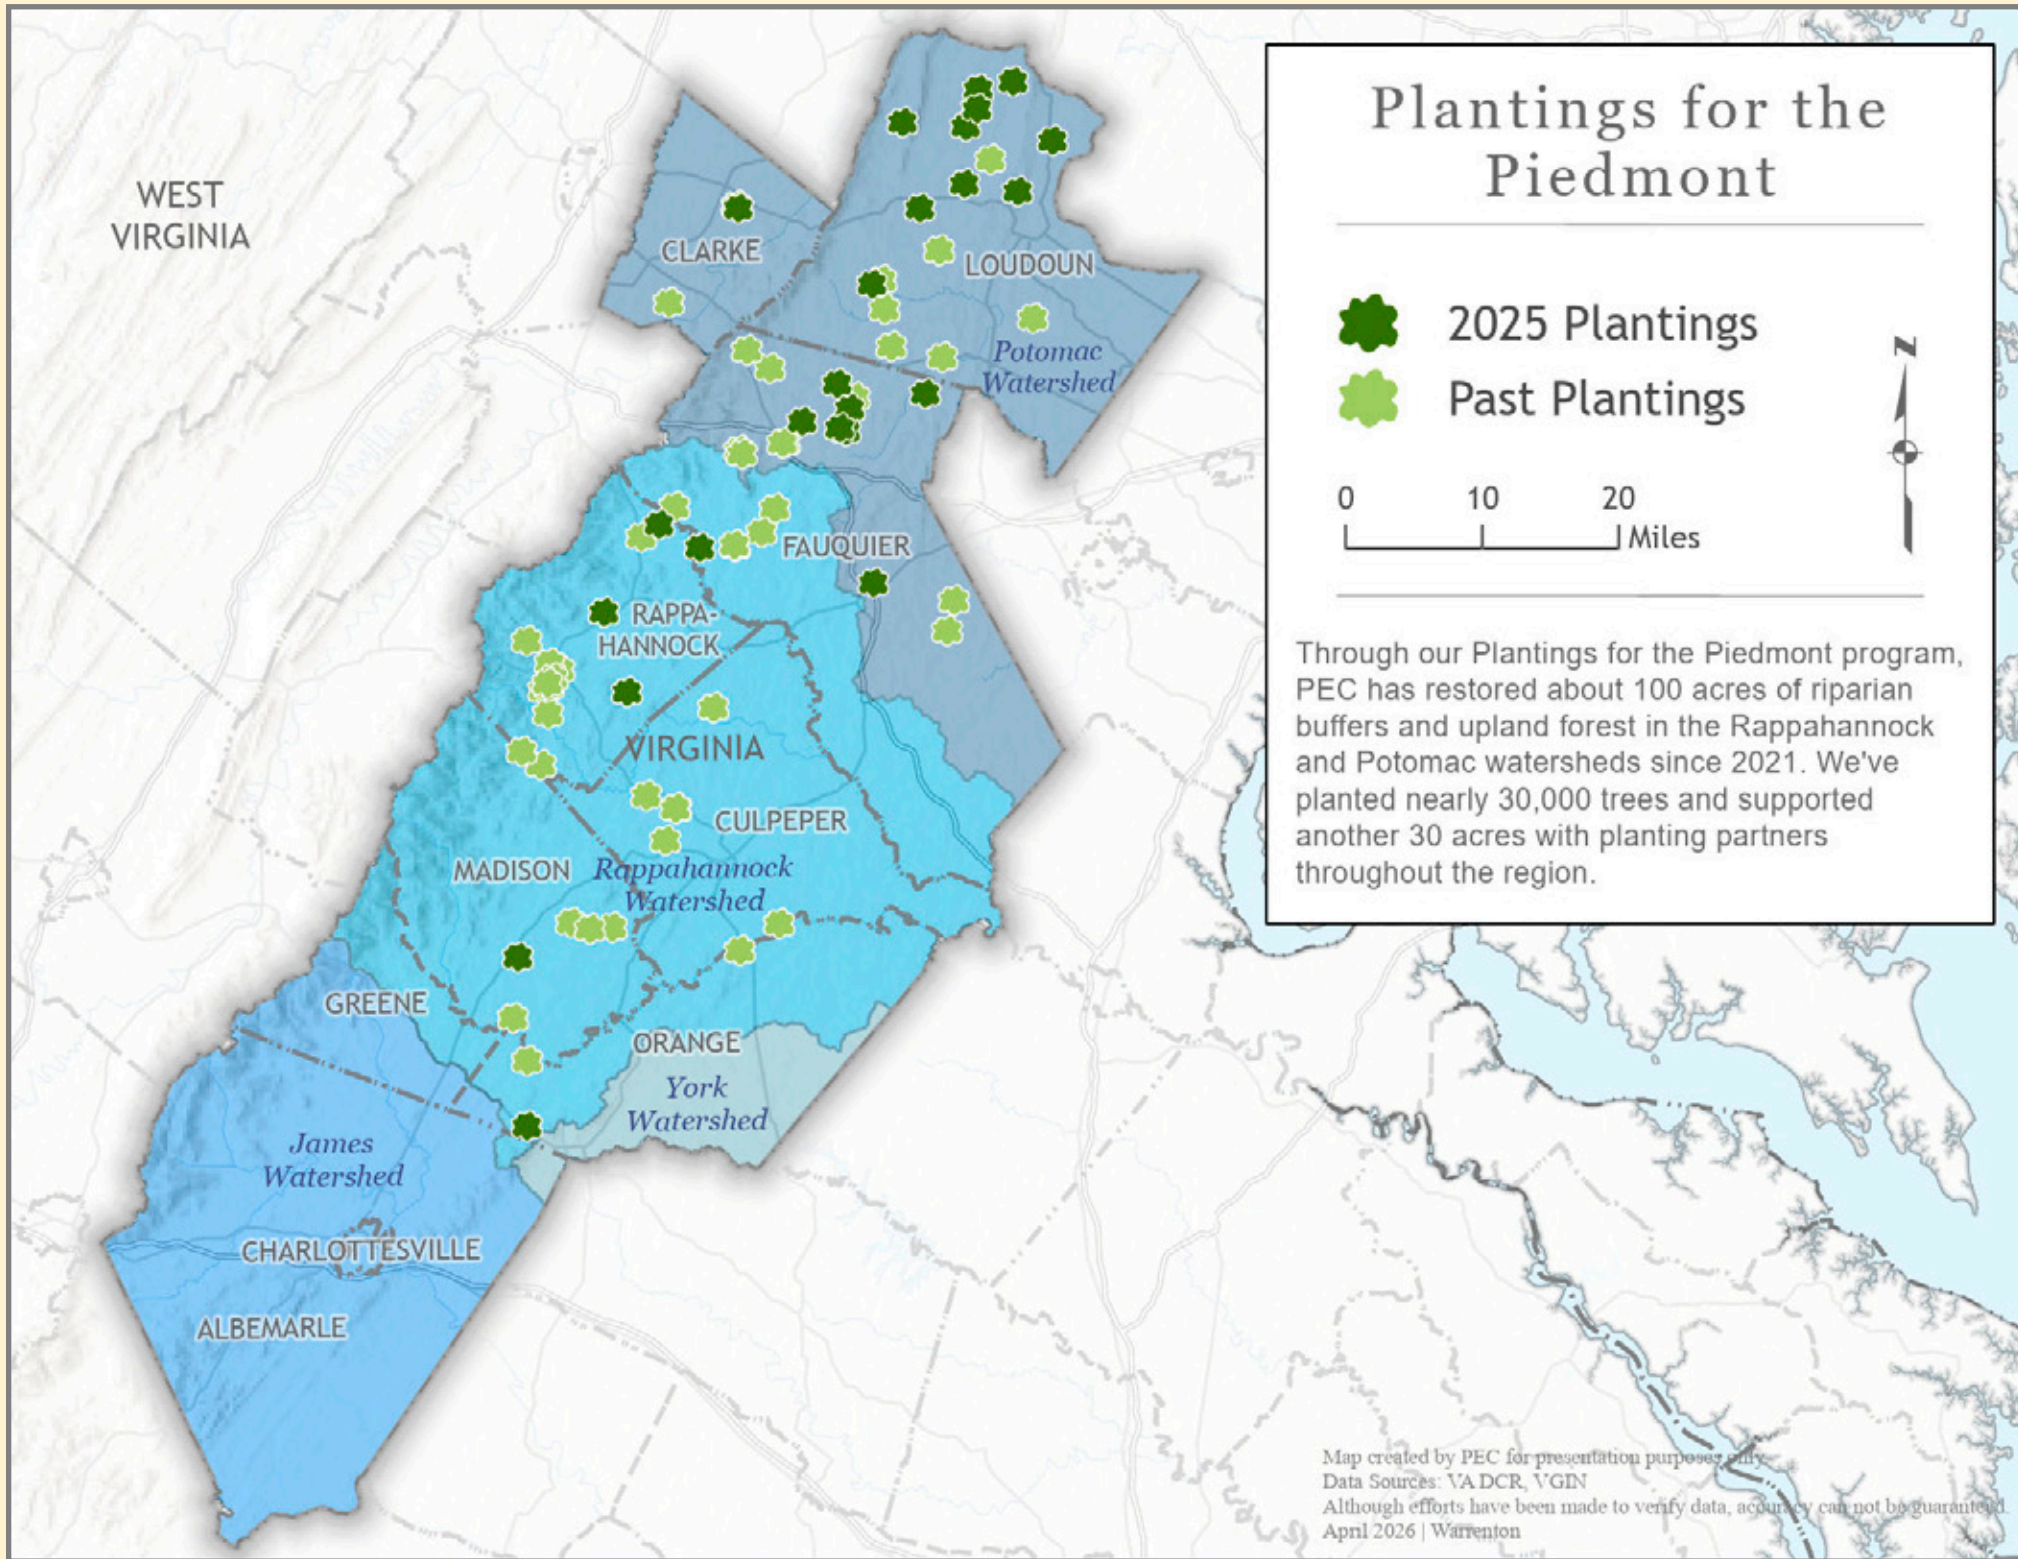 Plantings for the
Piedmont
2025 Plantings
Past Plantings
N
0 10 20
Miles
Through our Plantings for the Piedmont program,
PEC has restored about 100 acres of riparian
buffers and upland forest in the Rappahannock
and Potomac watersheds since 2021. We've
planted nearly 30,000 trees and supported
another 30 acres with planting partners
throughout the region.
WEST
VIRGINIA
CLARKE
LOUDOUN
Potomac
Watershed
FAUQUIER
RAPPA-
HANNOCK
VIRGINIA
CULPEPER
MADISON
Rappahannock
Watershed
GREENE
ORANGE
York
Watershed
James
Watershed
CHARLOTTESVILLE
ALBEMARLE
Map created by PEC for presentation purposes only.
Data Sources: VA DCR, VGIN
Although efforts have been made to verify data, accuracy can not be guaranteed.
April 2026 | Warrenton